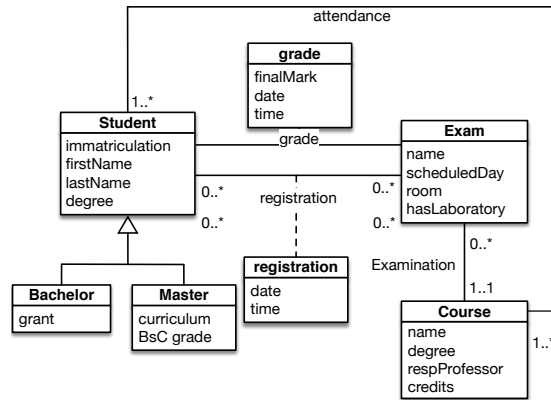 attendance
grade
finalMark
date
time
grade
1..*
Student
immatriculation
firstName
lastName
degree
Exam
name
scheduledDay
room
hasLaboratory
0..*
0..*
registration
0..*
0..*
registration
date
time
0..*
Examination
1..1
Bachelor
grant
Master
curriculum
BsC grade
Course
name
degree
respProfessor
credits
1..*